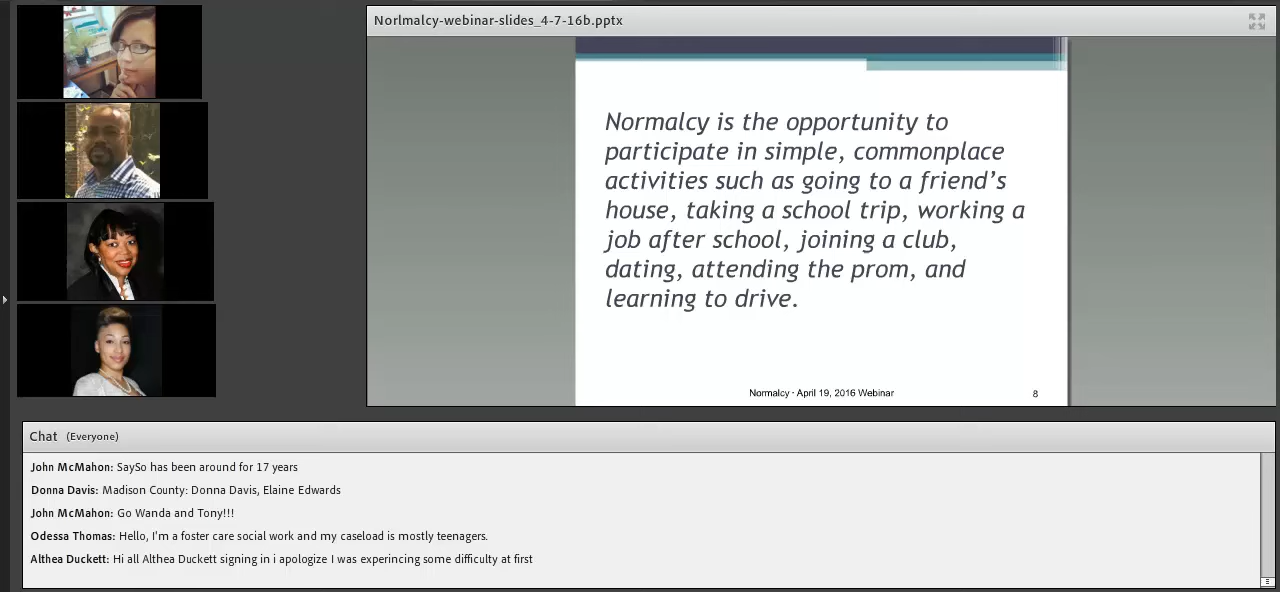 Norlmalcy-webinar-slides_4-7-16b.pptx
Normalcy is the opportunity to
participate in simple, commonplace
activities such as going to a friend's
house, taking a school trip, working a
job after school, joining a club,
dating, attending the prom, and
learning to drive.
Normalcy · April 19, 2016 Webinar
8
Chat (Everyone)
John McMahon: SaySo has been around for 17 years
Donna Davis: Madison County: Donna Davis, Elaine Edwards
John McMahon: Go Wanda and Tony!!!
Odessa Thomas: Hello, I'm a foster care social work and my caseload is mostly teenagers.
Althea Duckett: Hi all Althea Duckett signing in i apologize I was experincing some difficulty at first